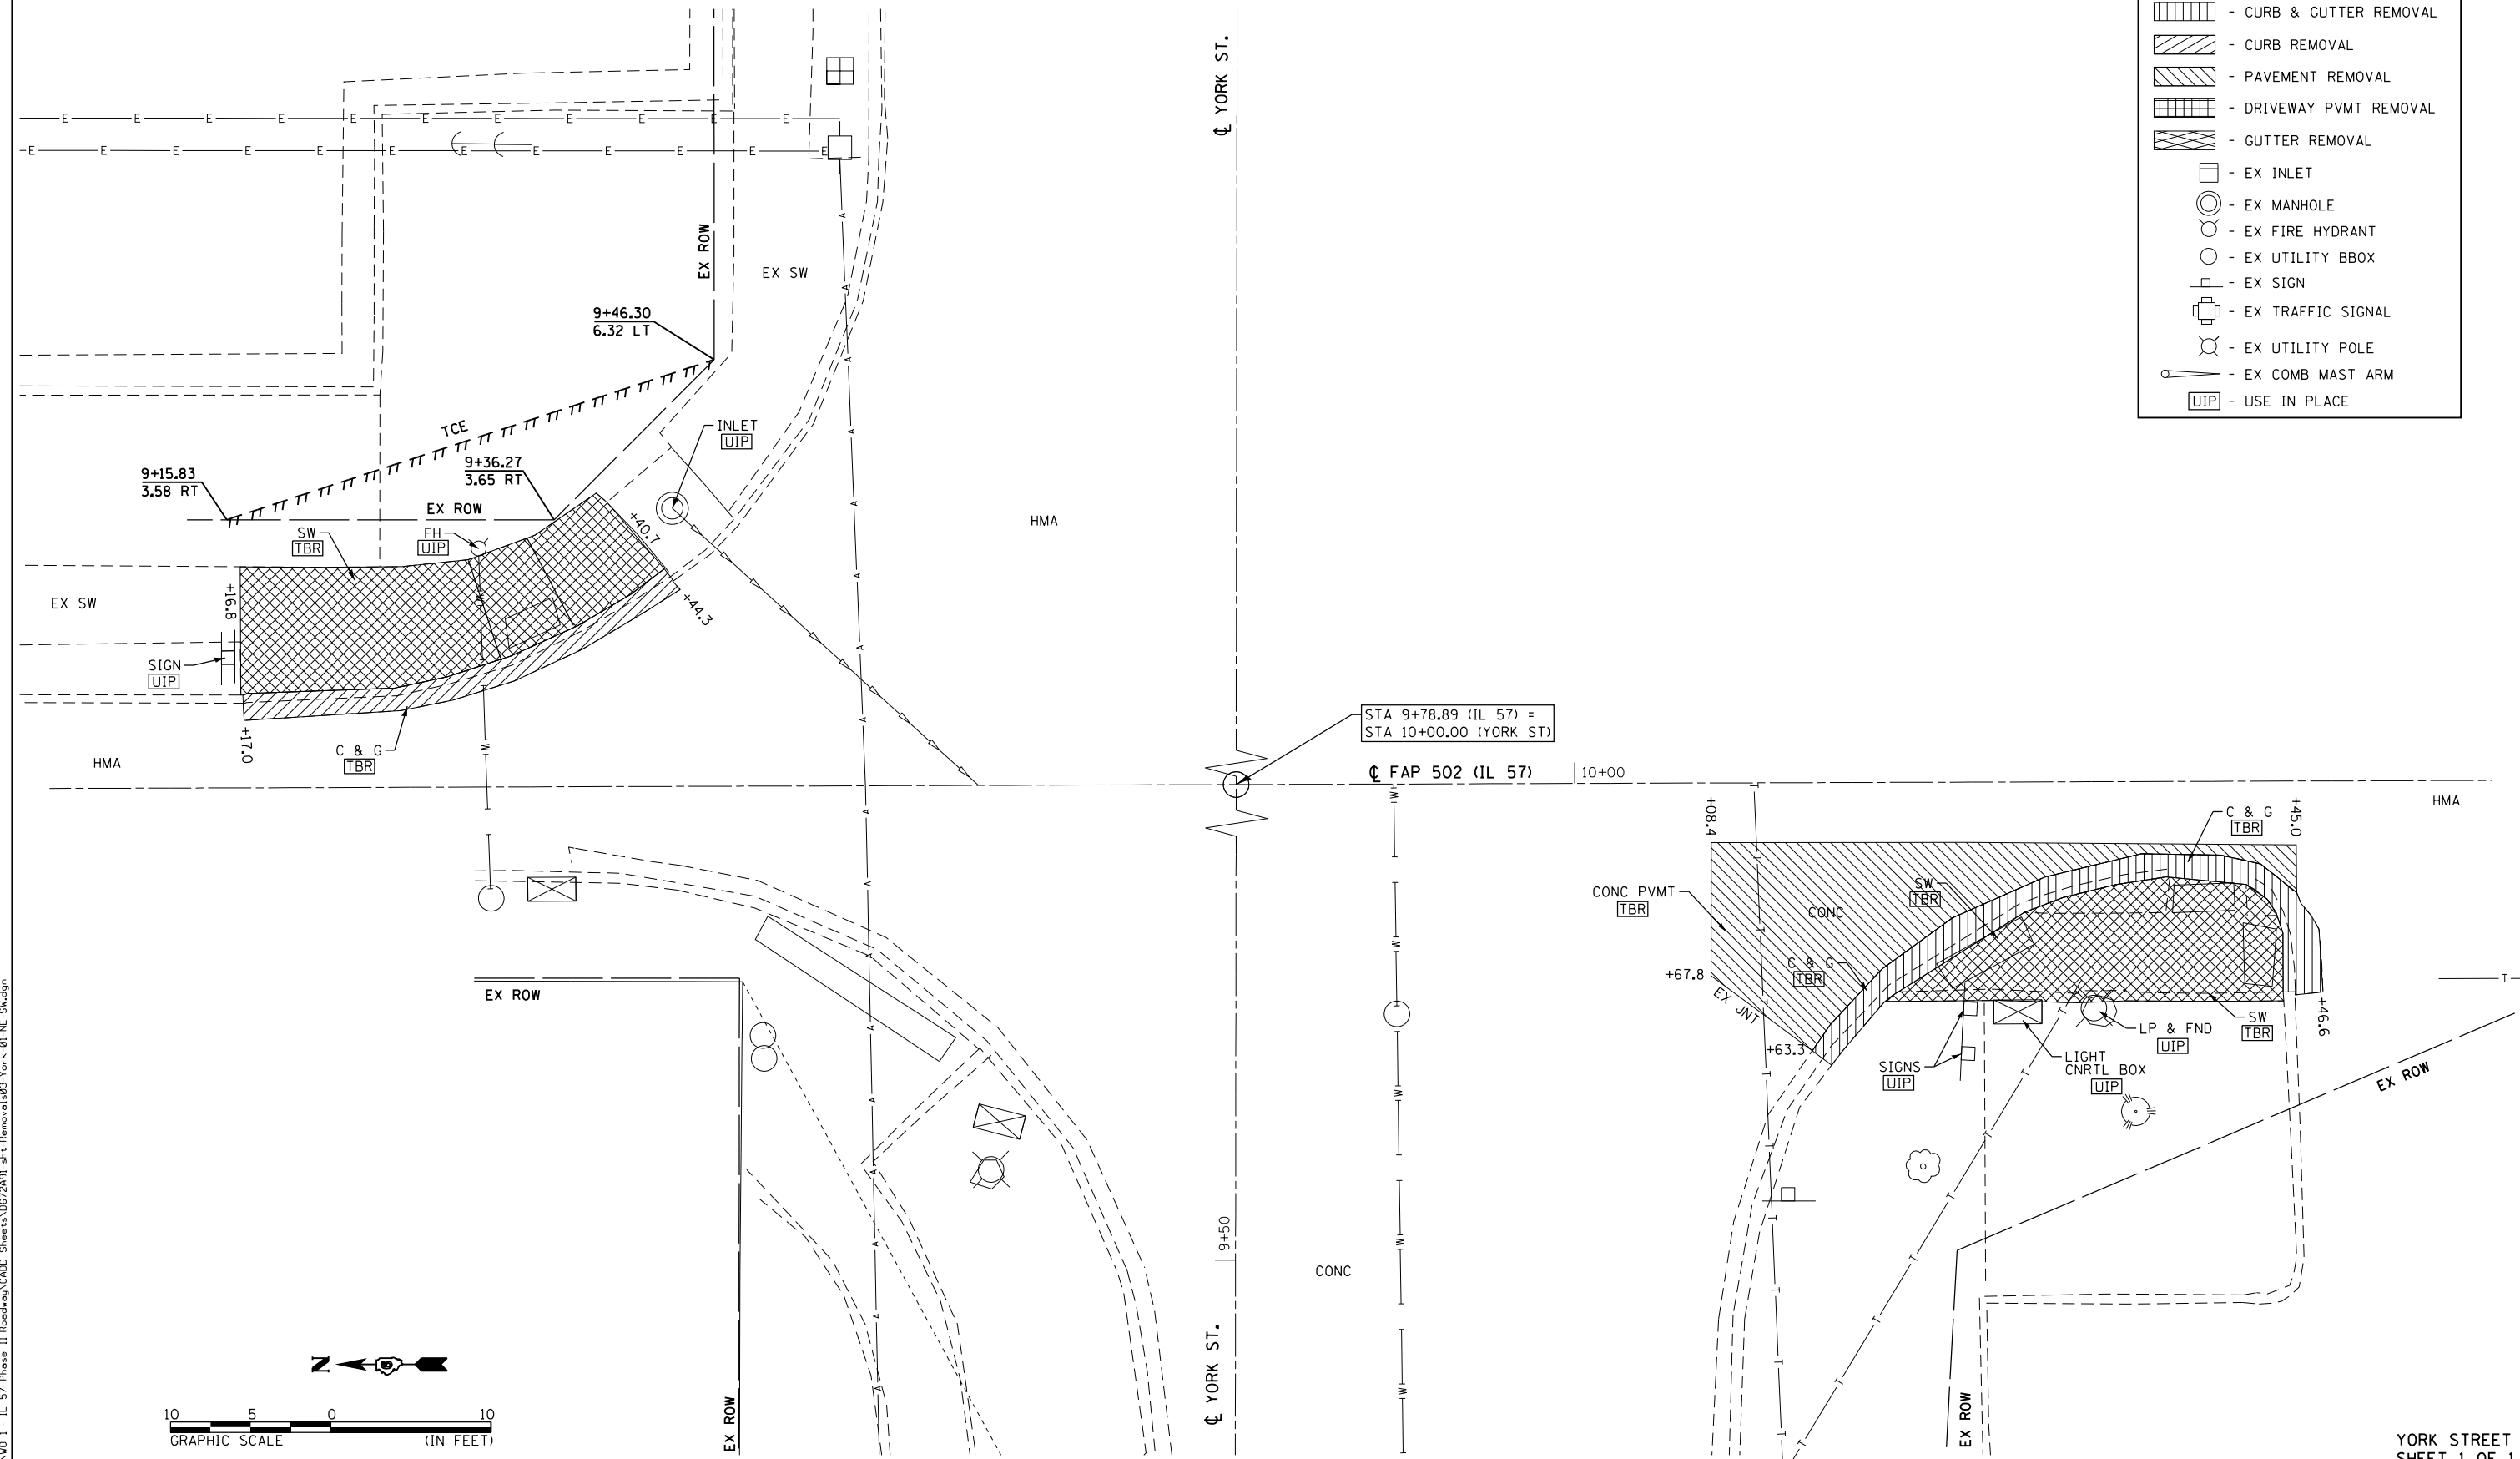 - CURB & GUTTER REMOVAL
- CURB REMOVAL
- PAVEMENT REMOVAL
- DRIVEWAY PVMT REMOVAL
- GUTTER REMOVAL
- EX INLET
- EX MANHOLE
- EX FIRE HYDRANT
- EX UTILITY BBOX
- EX SIGN
- EX TRAFFIC SIGNAL
- EX UTILITY POLE
- EX COMB MAST ARM
UIP - USE IN PLACE
℄ YORK ST.
EX ROW
EX SW
9+46.30
6.32 LT
TCE
INLET
UIP
9+15.83
3.58 RT
9+36.27
3.65 RT
EX ROW
SW
TBR
FH
UIP
+40.7
HMA
EX SW
+16.8
+44.3
SIGN
UIP
+17.0
C & G
TBR
HMA
STA 9+78.89 (IL 57) =
STA 10+00.00 (YORK ST)
℄ FAP 502 (IL 57)
10+00
+08.4
+45.0
HMA
C & G
TBR
CONC PVMT
TBR
SW
TBR
CONC
C & G
TBR
+67.8
EX JNT
+63.3
SIGNS
UIP
LIGHT
CNRTL BOX
UIP
LP & FND
UIP
SW
TBR
+46.6
EX ROW
EX ROW
EX ROW
9+50
CONC
℄ YORK ST.
EX ROW
N
10 5 0 10
GRAPHIC SCALE (IN FEET)
YORK STREET
SHEET 1 OF 1